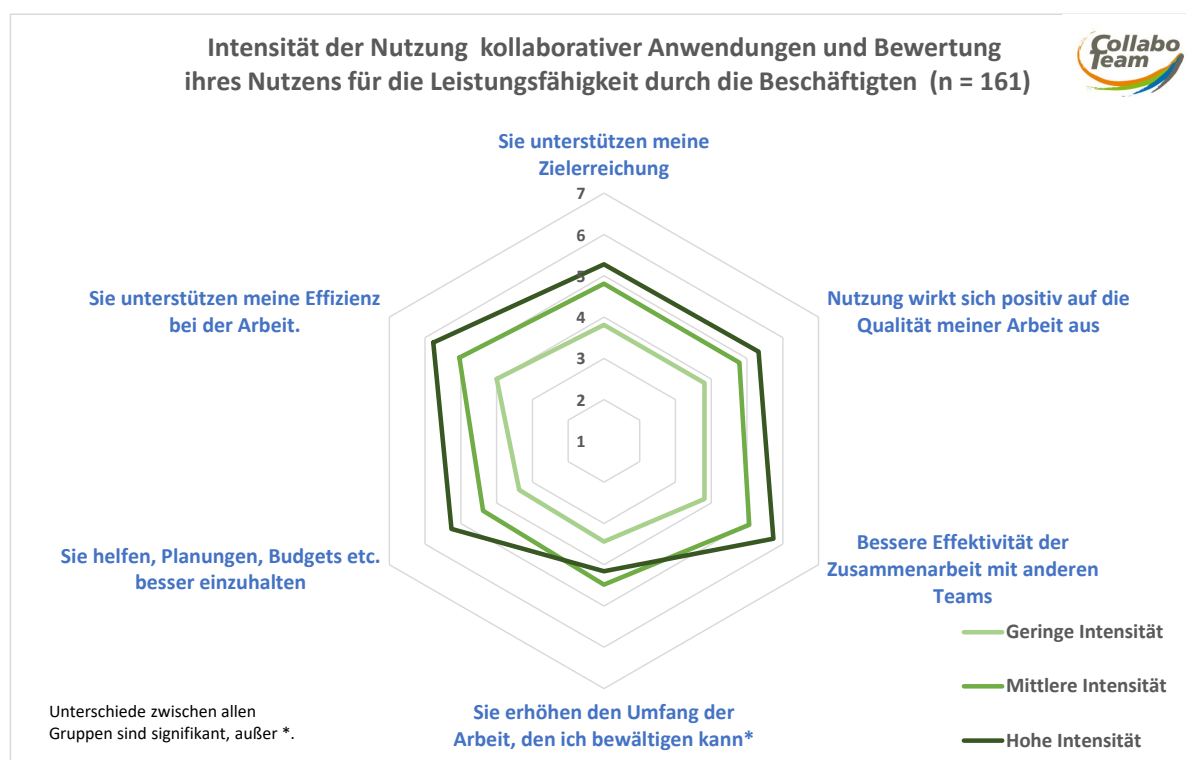 Intensität der Nutzung kollaborativer Anwendungen und Bewertung
ihres Nutzens für die Leistungsfähigkeit durch die Beschäftigten (n = 161)
Collabo
Team
Sie unterstützen meine
Zielerreichung
7
6
5
4
3
2
1
Nutzung wirkt sich positiv auf die
Qualität meiner Arbeit aus
Bessere Effektivität der
Zusammenarbeit mit anderen
Teams
Sie erhöhen den Umfang der
Arbeit, den ich bewältigen kann*
Sie helfen, Planungen, Budgets etc.
besser einzuhalten
Sie unterstützen meine Effizienz
bei der Arbeit.
Geringe Intensität
Mittlere Intensität
Hohe Intensität
Unterschiede zwischen allen
Gruppen sind signifikant, außer *.